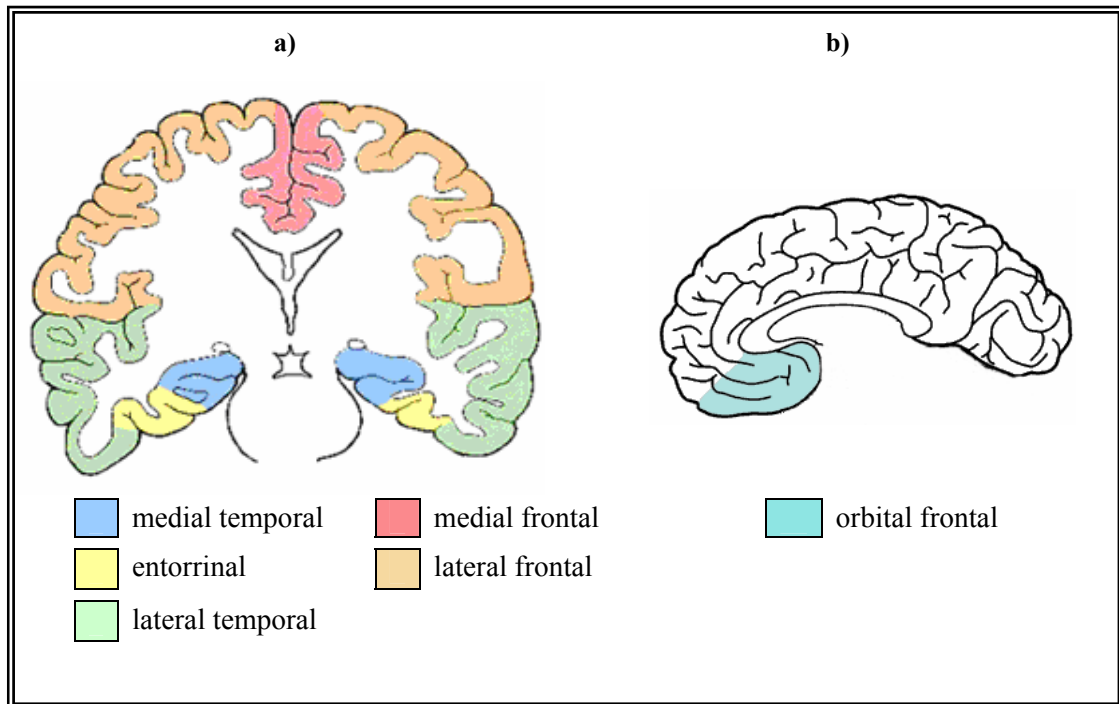 a) b)
medial temporal medial frontal orbital frontal
entorrinal lateral frontal
lateral temporal